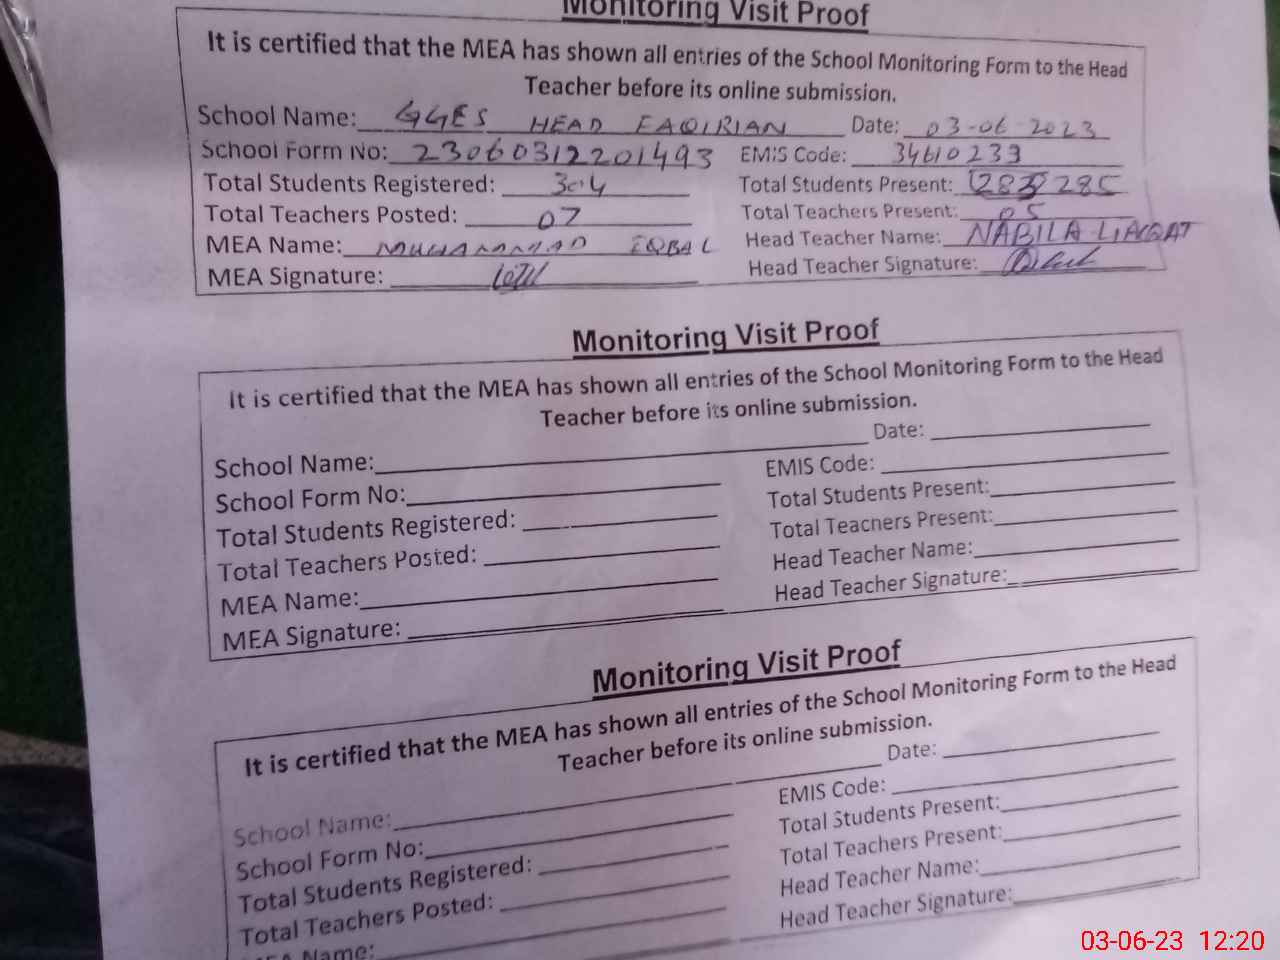 Monitoring Visit Proof
It is certified that the MEA has shown all entries of the School Monitoring Form to the Head
Teacher before its online submission.
School Name: GGES HEAD FAQIRIAN Date: 03-06-2023
School Form No: 23060312201493 EMIS Code: 34610233
Total Students Registered: 304 Total Students Present: 285
Total Teachers Posted: 07 Total Teachers Present: 05
MEA Name: MUHAMMAD IQBAL Head Teacher Name: NABILA LIAQAT
MEA Signature: Head Teacher Signature:
Monitoring Visit Proof
It is certified that the MEA has shown all entries of the School Monitoring Form to the Head
Teacher before its online submission.
School Name: Date:
School Form No: EMIS Code:
Total Students Registered: Total Students Present:
Total Teachers Posted: Total Teachers Present:
MEA Name: Head Teacher Name:
MEA Signature: Head Teacher Signature:
Monitoring Visit Proof
It is certified that the MEA has shown all entries of the School Monitoring Form to the Head
Teacher before its online submission.
School Name: Date:
School Form No: EMIS Code:
Total Students Registered: Total Students Present:
Total Teachers Posted: Total Teachers Present:
MEA Name: Head Teacher Name:
Head Teacher Signature:
03-06-23 12:20